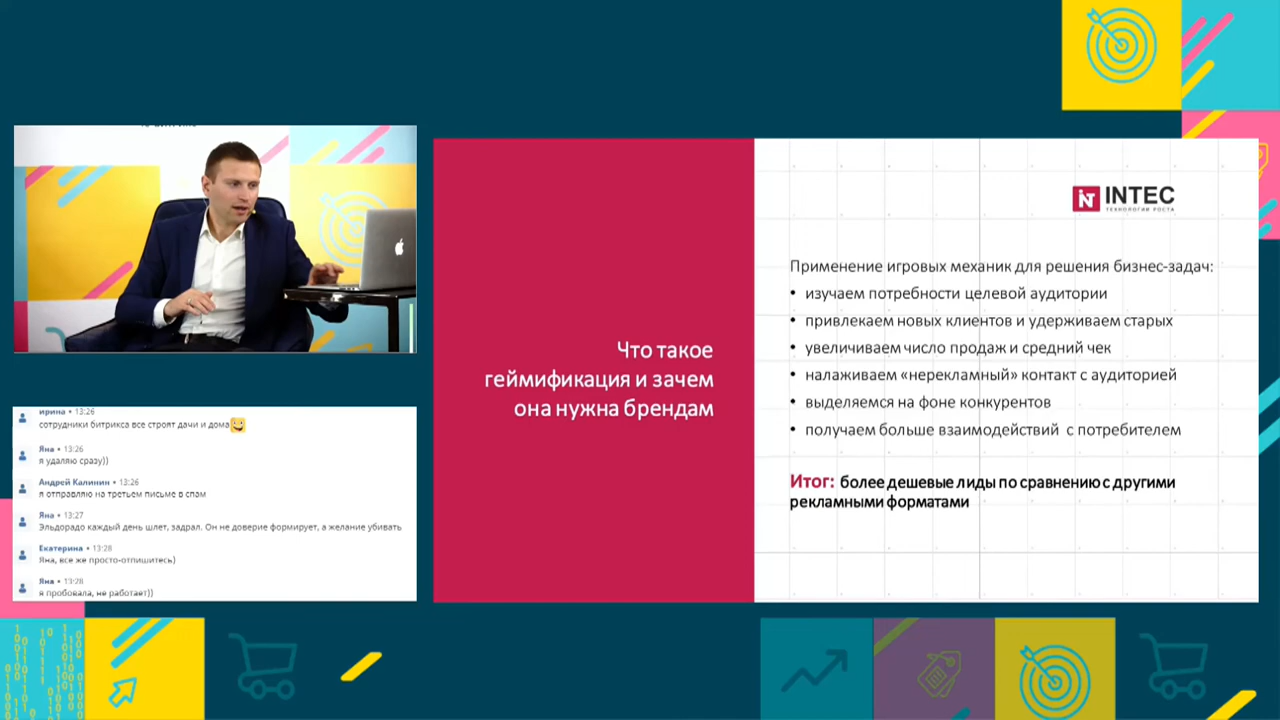 ирина • 13:26
сотрудники битрикса все строят дачи и дома
Яна • 13:26
я удаляю сразу))
Андрей Калинин • 13:26
я отправляю на третьем письме в спам
Яна • 13:27
Эльдорадо каждый день шлет, задрал. Он не доверие формирует, а желание убивать
Екатерина • 13:28
Яна, все же просто-отпишитесь)
Яна • 13:28
я пробовала, не работает))
Что такое
геймификация и зачем
она нужна брендам
INTEC
ТЕХНОЛОГИИ РОСТА
Применение игровых механик для решения бизнес-задач:
• изучаем потребности целевой аудитории
• привлекаем новых клиентов и удерживаем старых
• увеличиваем число продаж и средний чек
• налаживаем «нерекламный» контакт с аудиторией
• выделяемся на фоне конкурентов
• получаем больше взаимодействий с потребителем
Итог: более дешевые лиды по сравнению с другими
рекламными форматами